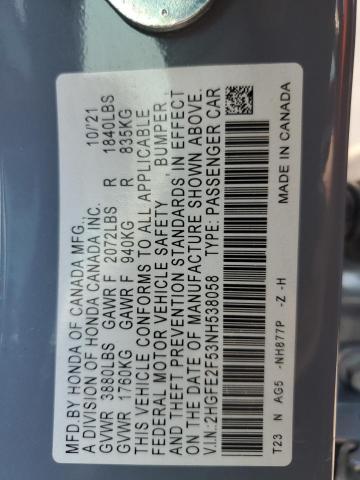 MFD.BY HONDA OF CANADA MFG., 10/21
A DIVISION OF HONDA CANADA INC.
GVWR 3880LBS GAWR F 2072LBS R 1840LBS
GVWR 1760KG GAWR F 940KG R 835KG
THIS VEHICLE CONFORMS TO ALL APPLICABLE
FEDERAL MOTOR VEHICLE SAFETY, BUMPER,
AND THEFT PREVENTION STANDARDS IN EFFECT
ON THE DATE OF MANUFACTURE SHOWN ABOVE.
V.I.N.:2HGFE2F53NH538058 TYPE: PASSENGER CAR
T23 N AG5 -NH877P -Z -H MADE IN CANADA